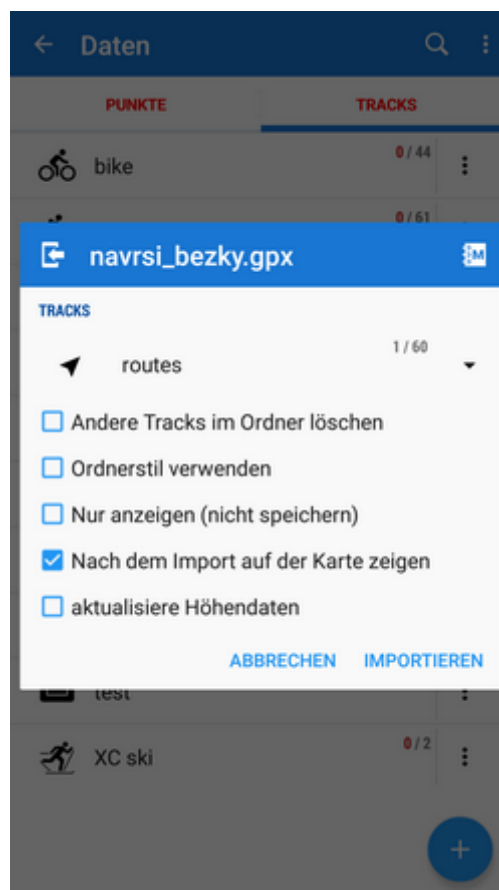 Daten
PUNKTE
TRACKS
bike
0 / 44
0 / 61
navrsi_bezky.gpx
M
TRACKS
routes
1 / 60
Andere Tracks im Ordner löschen
Ordnerstil verwenden
Nur anzeigen (nicht speichern)
Nach dem Import auf der Karte zeigen
aktualisiere Höhendaten
ABBRECHEN
IMPORTIEREN
test
XC ski
0 / 2